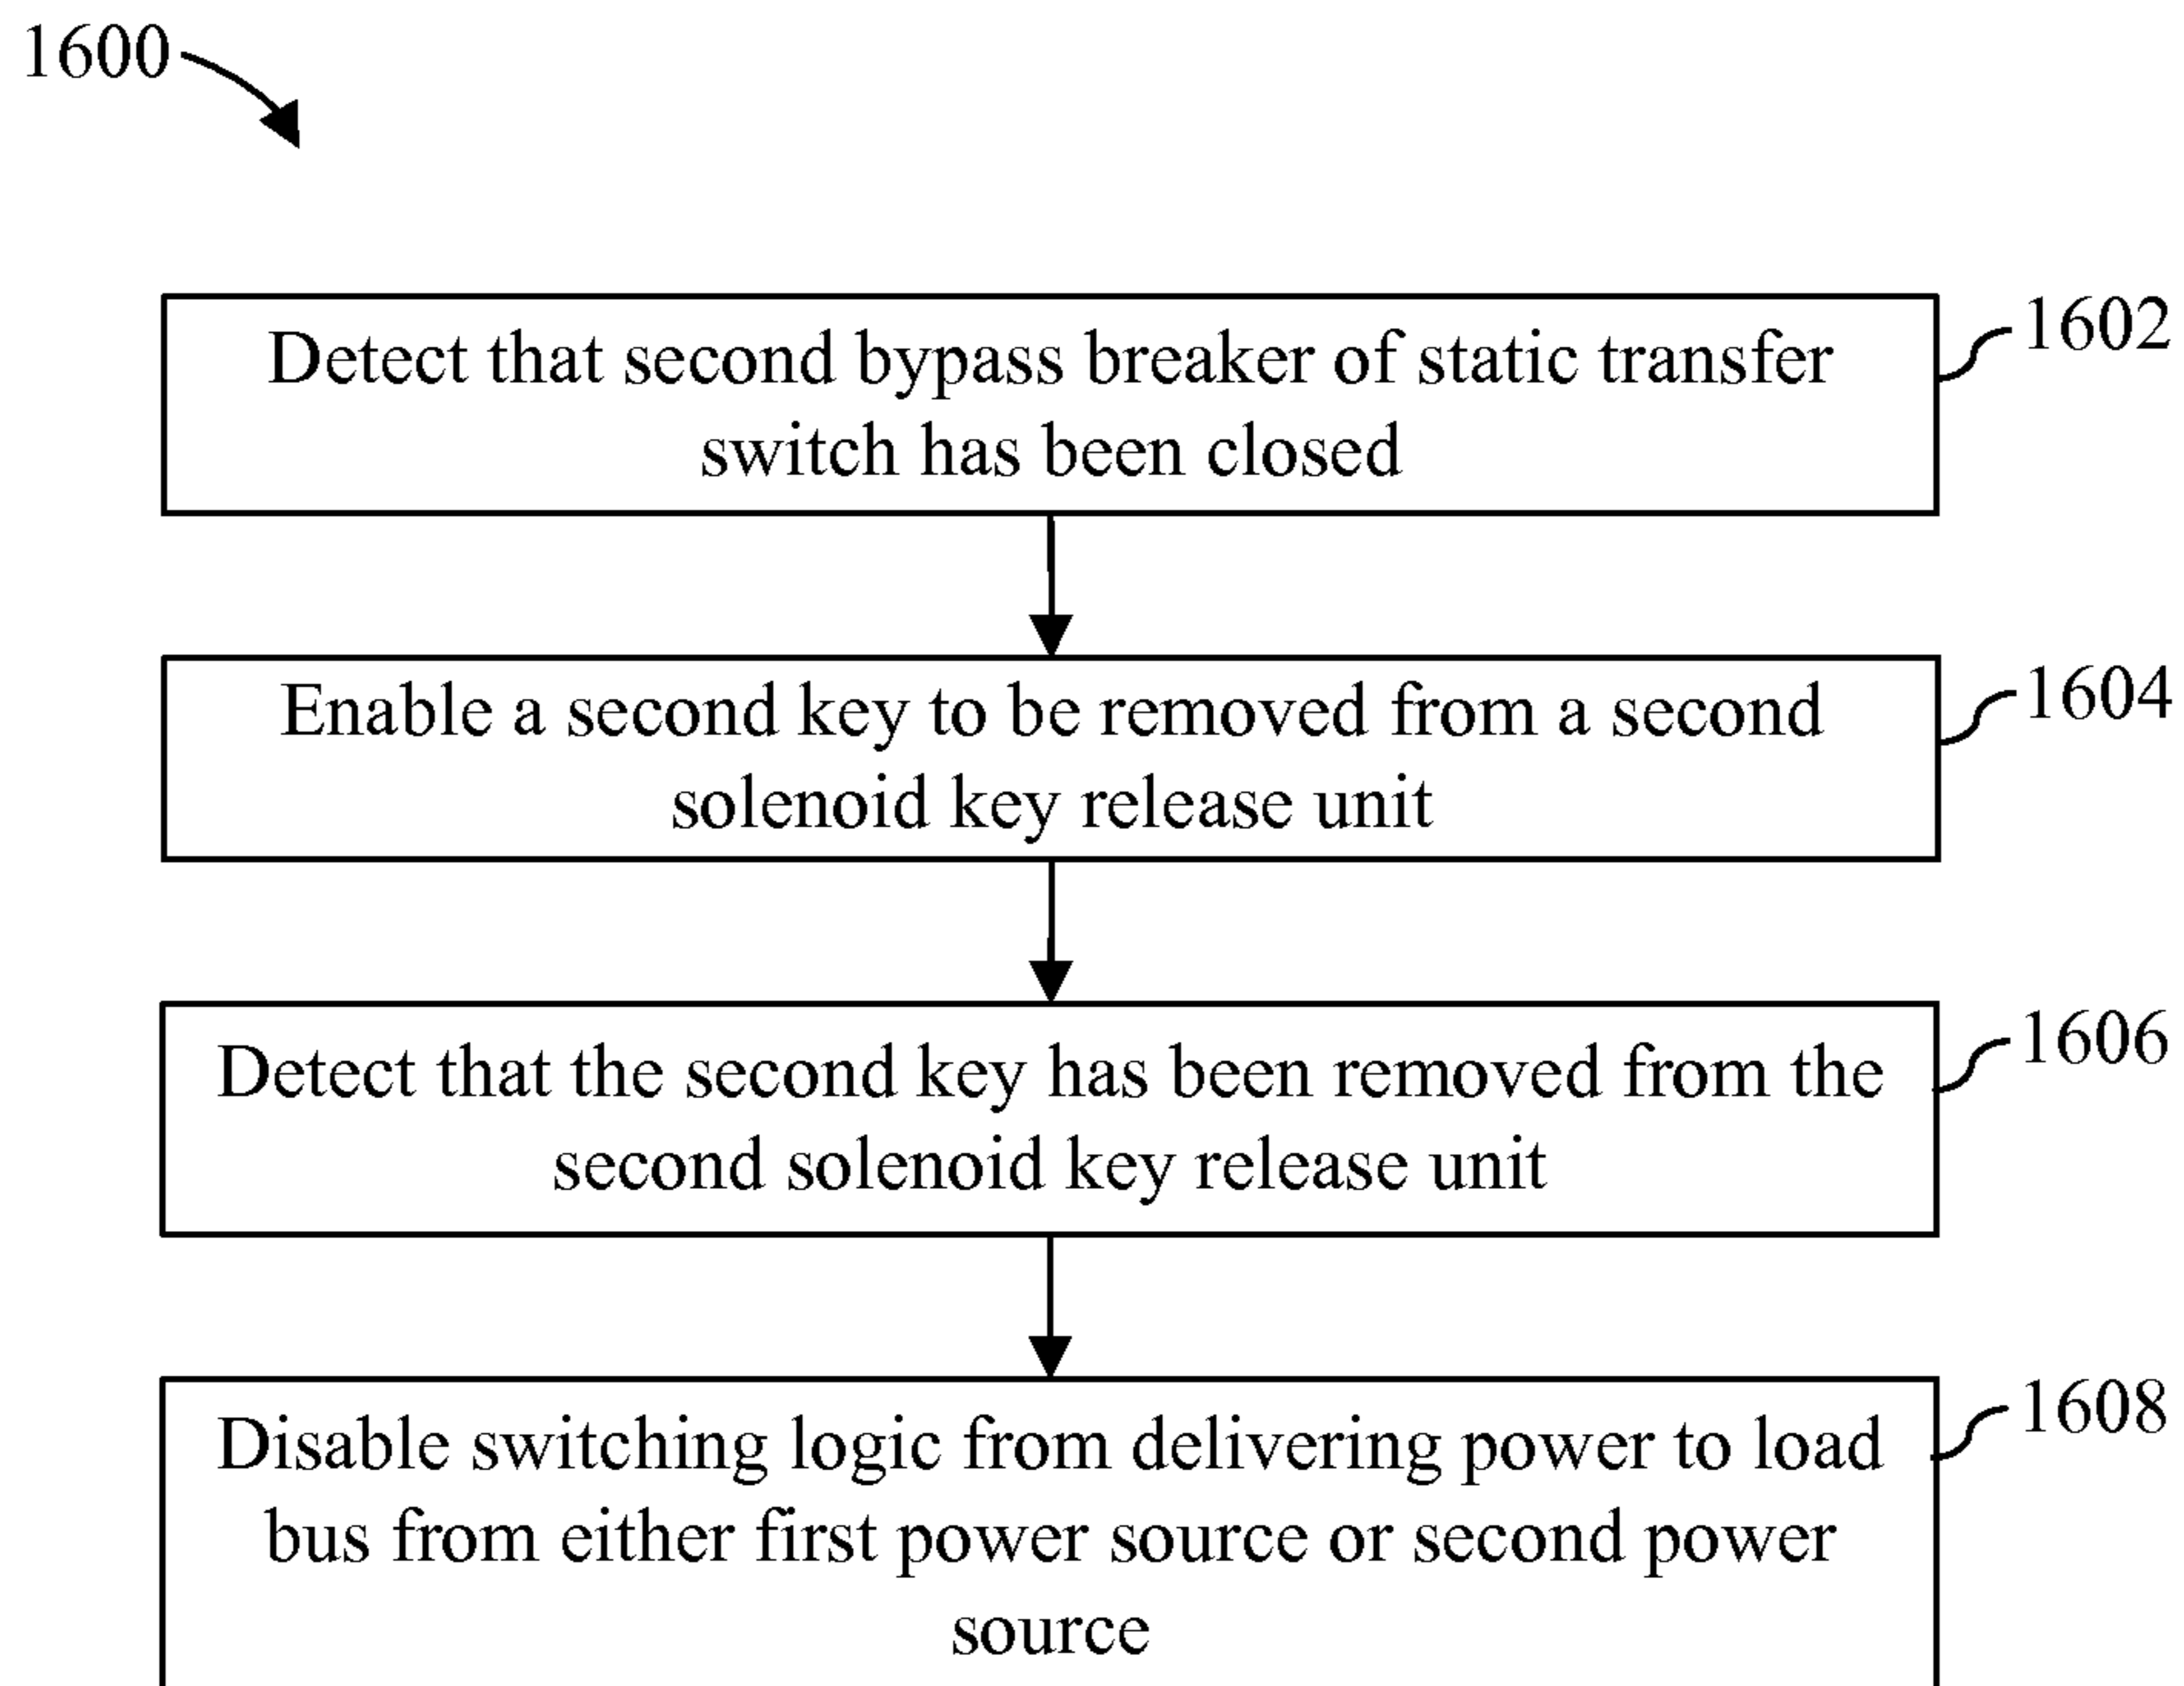 1600
Detect that second bypass breaker of static transfer
switch has been closed
1602
Enable a second key to be removed from a second
solenoid key release unit
1604
Detect that the second key has been removed from the
second solenoid key release unit
1606
Disable switching logic from delivering power to load
bus from either first power source or second power
source
1608